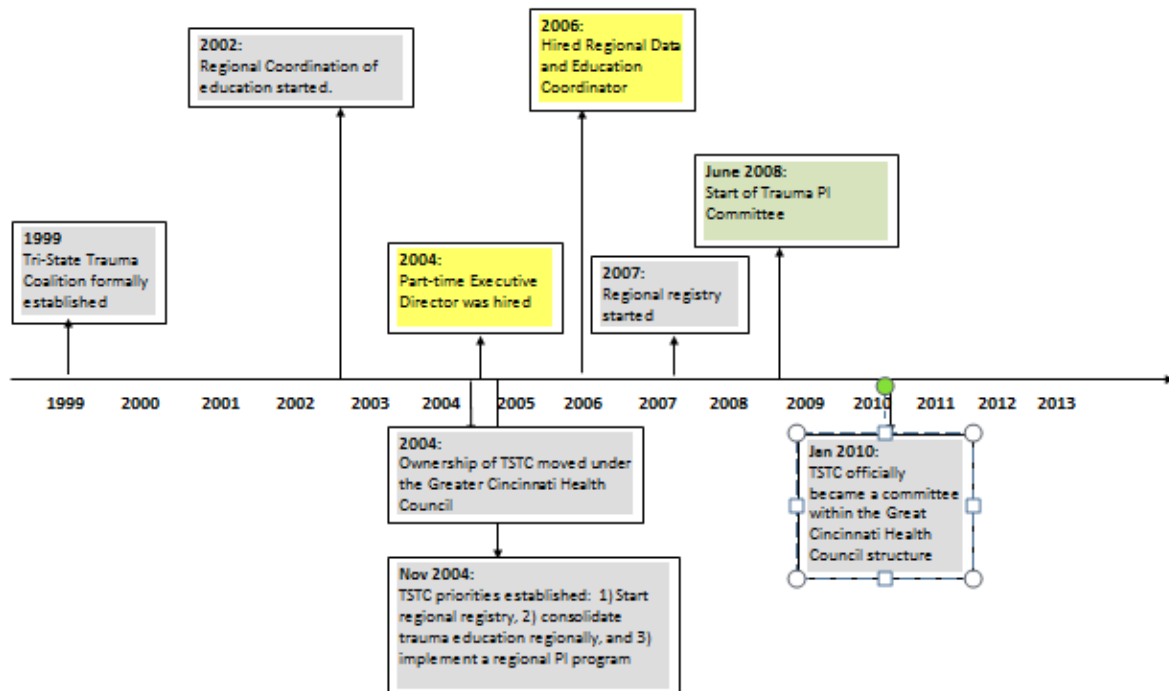 2002:
Regional Coordination of
education started.
2006:
Hired Regional Data
and Education
Coordinator
June 2008:
Start of Trauma PI
Committee
1999
Tri-State Trauma
Coalition formally
established
2004:
Part-time Executive
Director was hired
2007:
Regional registry
started
1999 2000 2001 2002 2003 2004 2005 2006 2007 2008 2009 2010 2011 2012 2013
2004:
Ownership of TSTC moved under
the Greater Cincinnati Health
Council
Jan 2010:
TSTC officially
became a committee
within the Great
Cincinnati Health
Council structure
Nov 2004:
TSTC priorities established: 1) Start
regional registry, 2) consolidate
trauma education regionally, and 3)
implement a regional PI program